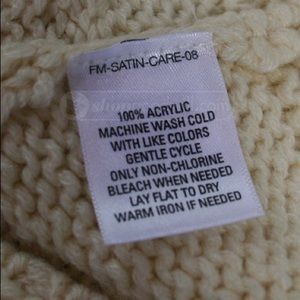 FM-SATIN-CARE-08
100% ACRYLIC
MACHINE WASH COLD
WITH LIKE COLORS
GENTLE CYCLE
ONLY NON-CHLORINE
BLEACH WHEN NEEDED
LAY FLAT TO DRY
WARM IRON IF NEEDED